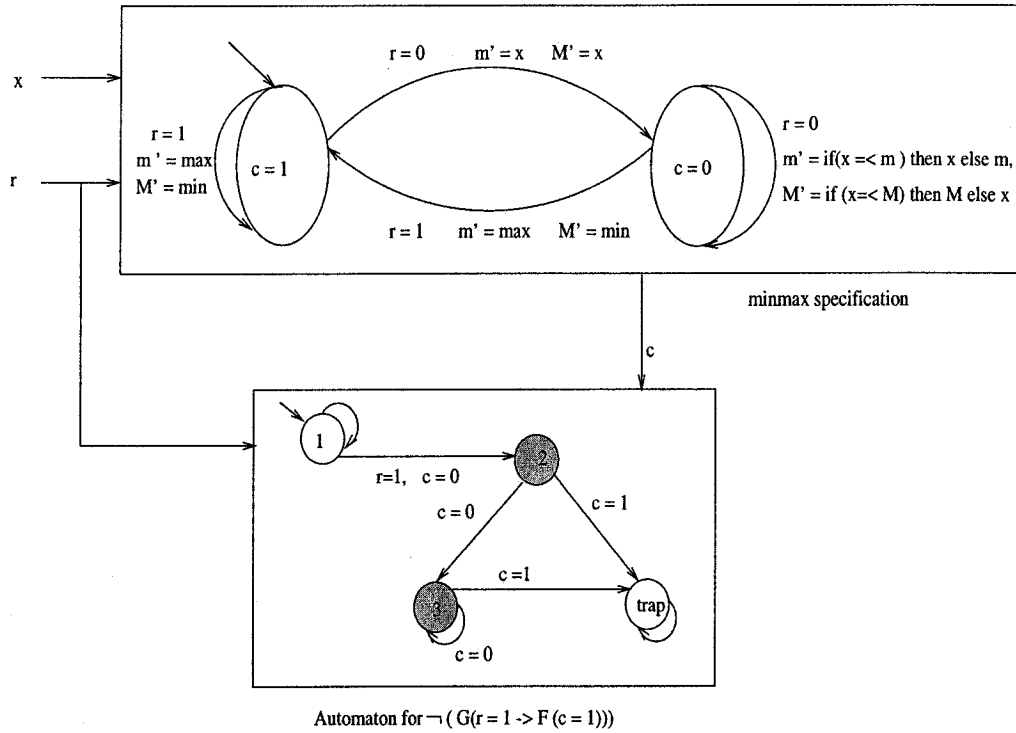 r = 0 m' = x M' = x
x
r = 1
m ' = max
M' = min
c = 1
c = 0
r = 0
m' = if(x =< m ) then x else m,
M' = if (x=< M) then M else x
r
r = 1 m' = max M' = min
minmax specification
c
1
2
r=1, c = 0
c = 0
c = 1
c =1
3
trap
c = 0
Automaton for ¬ ( G(r = 1 -> F (c = 1)))